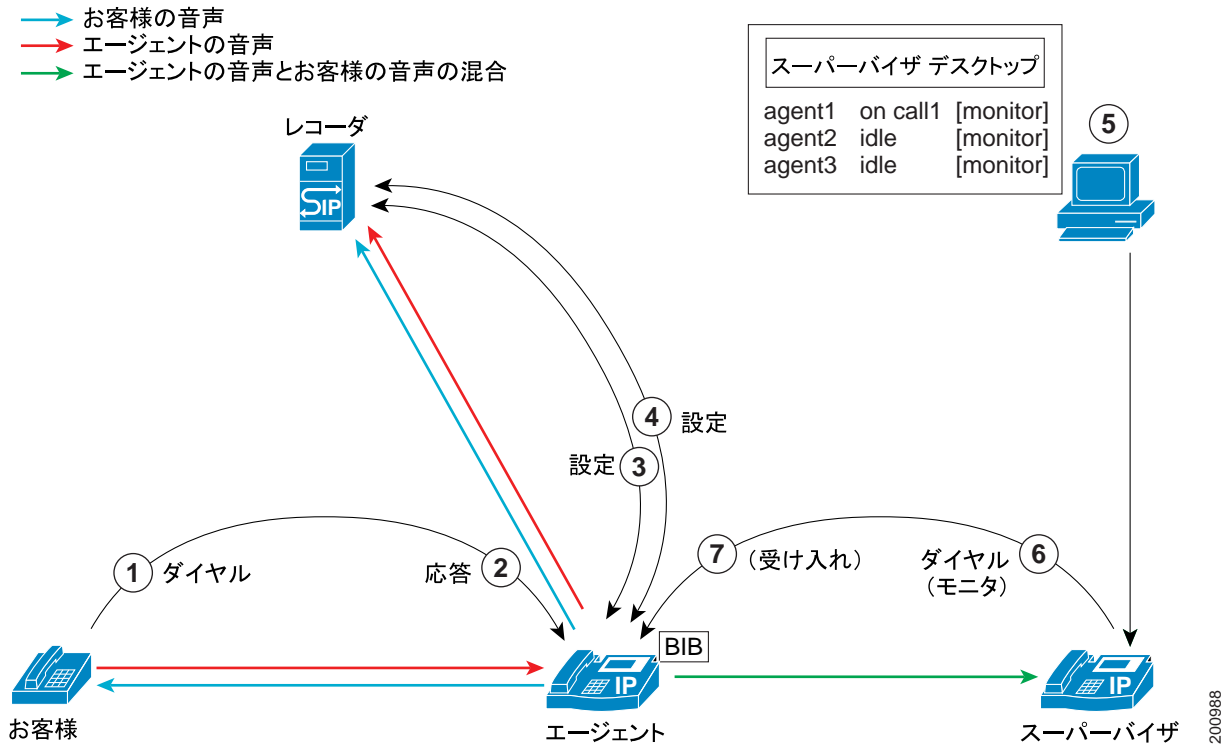 お客様の音声
エージェントの音声
エージェントの音声とお客様の音声の混合
スーパーバイザ デスクトップ
agent1 on call1 [monitor]
agent2 idle [monitor]
agent3 idle [monitor]
5
レコーダ
SIP
4 設定
設定 3
1 ダイヤル
応答 2
7 (受け入れ)
ダイヤル 6
(モニタ)
BIB
IP
IP
お客様
エージェント
スーパーバイザ
200988